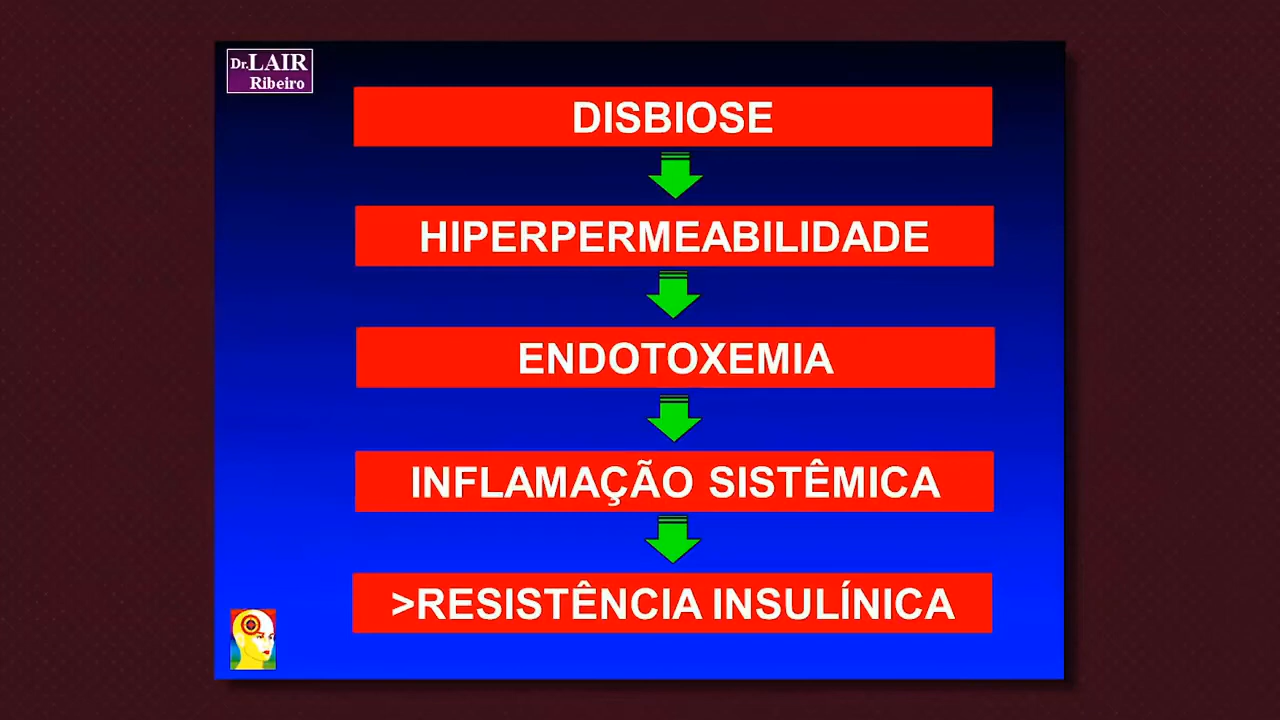 Dr.LAIR
Ribeiro
DISBIOSE
HIPERPERMEABILIDADE
ENDOTOXEMIA
INFLAMAÇÃO SISTÊMICA
>RESISTÊNCIA INSULÍNICA